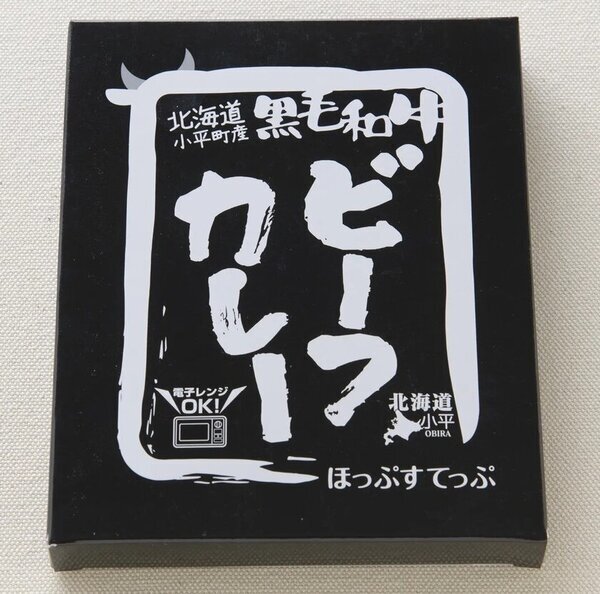 北海道
小平町産
黒毛和牛
ビーフ
カレー
電子レンジ
OK!
北海道
小平
OBIRA
ほっぷすてっぷ